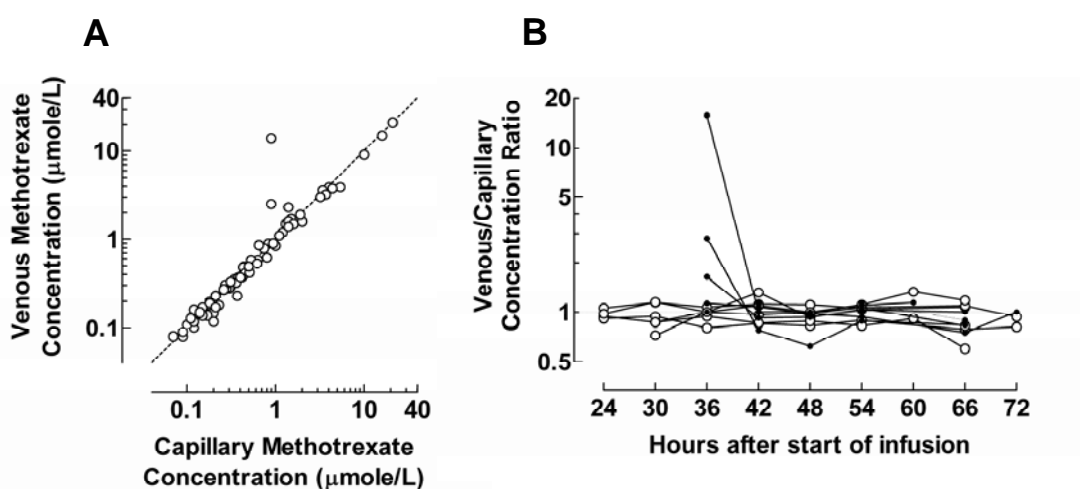 A
Venous Methotrexate
Concentration (μmole/L)
40
10
1
0.1
0.1 1 10 40
Capillary Methotrexate
Concentration (μmole/L)
B
Venous/Capillary
Concentration Ratio
20
10
5
1
0.5
24 30 36 42 48 54 60 66 72
Hours after start of infusion